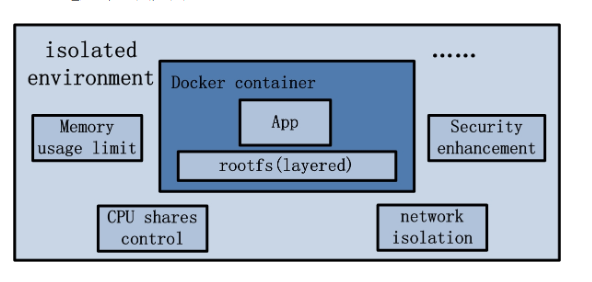 isolated
environment
......
Docker container
App
rootfs(layered)
Memory
usage limit
Security
enhancement
CPU shares
control
network
isolation